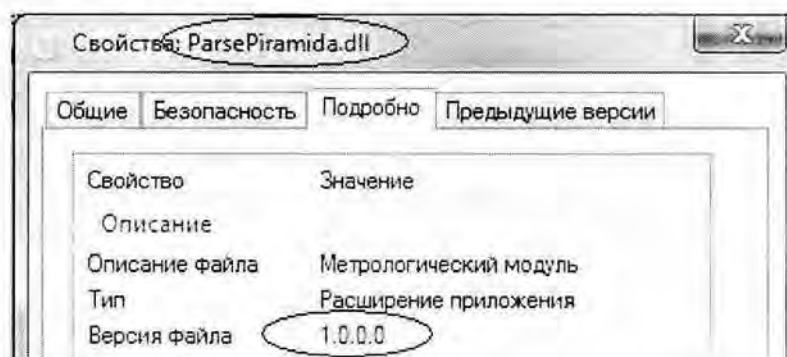 Свойства: ParsePiramida.dll
Общие Безопасность Подробно Предыдущие версии
Свойство Значение
Описание
Описание файла Метрологический модуль
Тип Расширение приложения
Версия файла 1.0.0.0